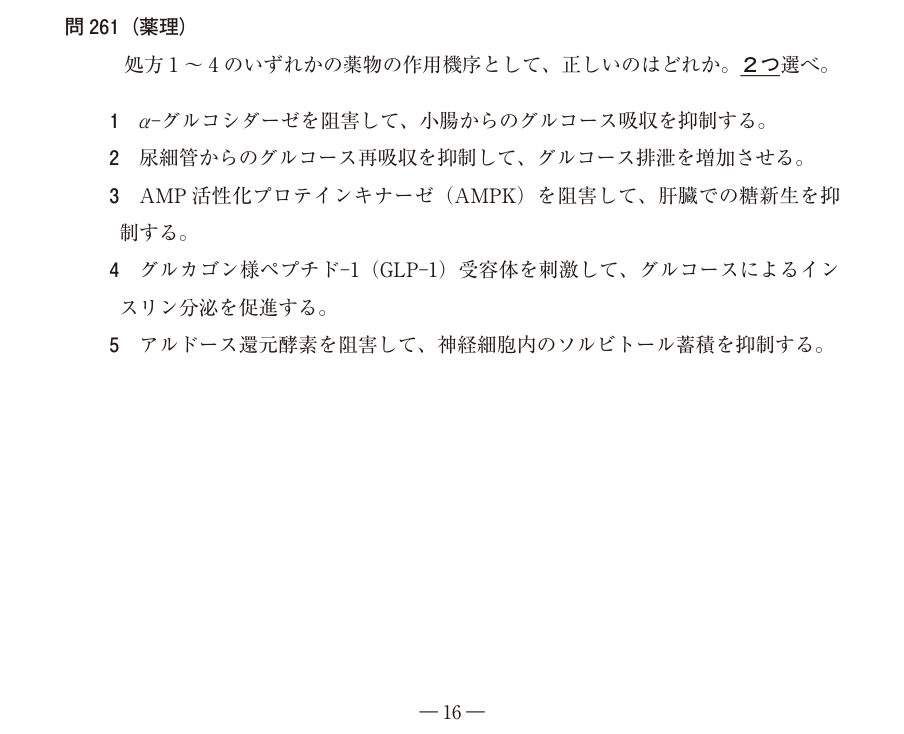 問 261（薬理）
処方 1 ～ 4 のいずれかの薬物の作用機序として、正しいのはどれか。２つ選べ。
1 α-グルコシダーゼを阻害して、小腸からのグルコース吸収を抑制する。
2 尿細管からのグルコース再吸収を抑制して、グルコース排泄を増加させる。
3 AMP 活性化プロテインキナーゼ（AMPK）を阻害して、肝臓での糖新生を抑
制する。
4 グルカゴン様ペプチド-1（GLP-1）受容体を刺激して、グルコースによるイン
スリン分泌を促進する。
5 アルドース還元酵素を阻害して、神経細胞内のソルビトール蓄積を抑制する。
― 16 ―